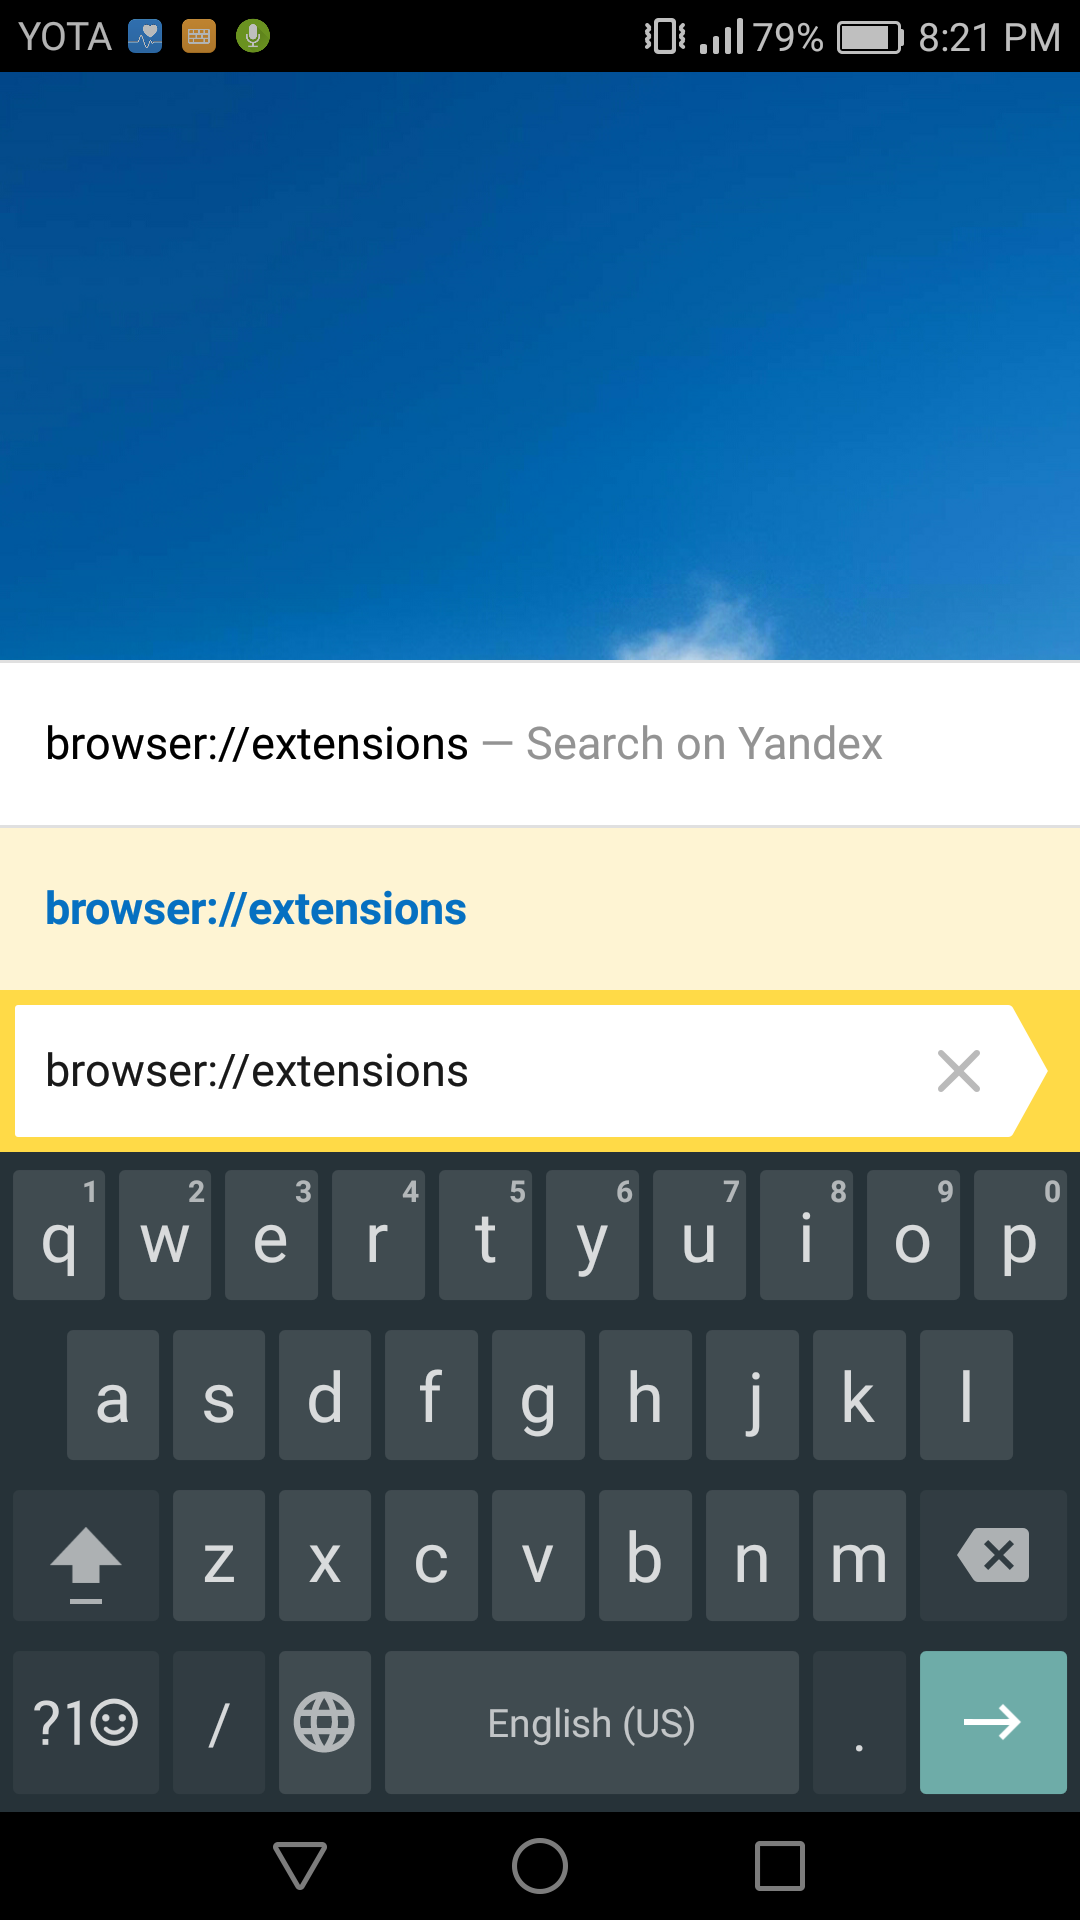 YOTA 79% 8:21 PM
browser://extensions — Search on Yandex
browser://extensions
browser://extensions
1 2 3 4 5 6 7 8 9 0
q w e r t y u i o p
a s d f g h j k l
z x c v b n m
?1☺ / English (US) .